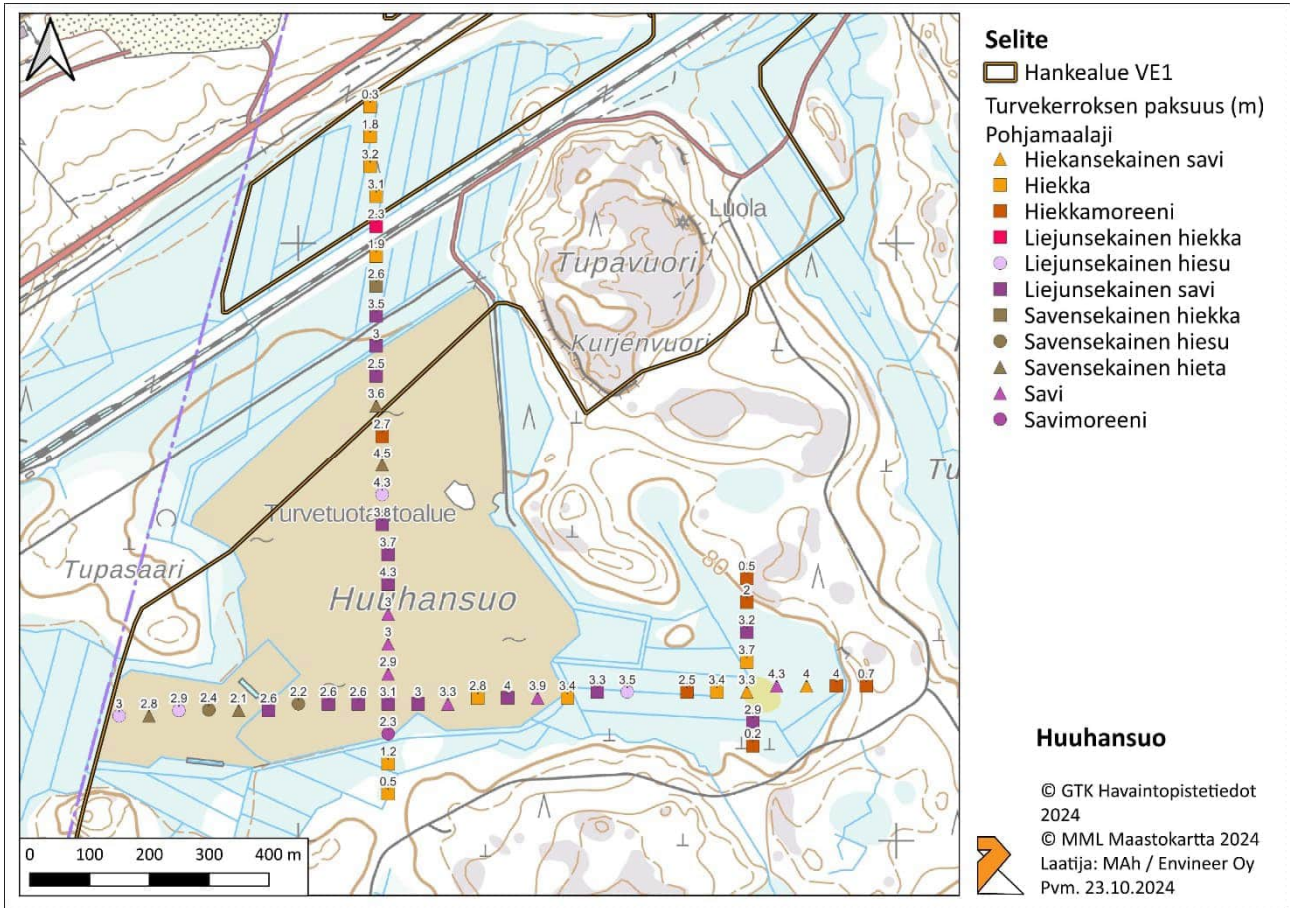 0.3
1.8
3.2
3.1
2.3
1.9
2.6
3.5
3
2.5
3.6
2.7
4.5
4.3
3.8
3.7
4.3
3
3
2.9
Luola
Tupavuori
Kurjenvuori
Turvetuotantoalue
Tupasaari
Huuhansuo
Tu
80
0.5
2
3.2
3.7
3 2.8 2.9 2.4 2.1 2.6 2.2 2.6 2.6 3.1 3 3.3 2.8 4 3.9 3.4 3.3 3.5 2.5 3.4 3.3 4.3 4 4 0.7
2.3
1.2
0.5
2.9
0.2
0 100 200 300 400 m
Selite
Hankealue VE1
Turvekerroksen paksuus (m)
Pohjamaalaji
Hiekansekainen savi
Hiekka
Hiekkamoreeni
Liejunsekainen hiekka
Liejunsekainen hiesu
Liejunsekainen savi
Savensekainen hiekka
Savensekainen hiesu
Savensekainen hieta
Savi
Savimoreeni
Huuhansuo
© GTK Havaintopistetiedot
2024
© MML Maastokartta 2024
Laatija: MAh / Envineer Oy
Pvm. 23.10.2024